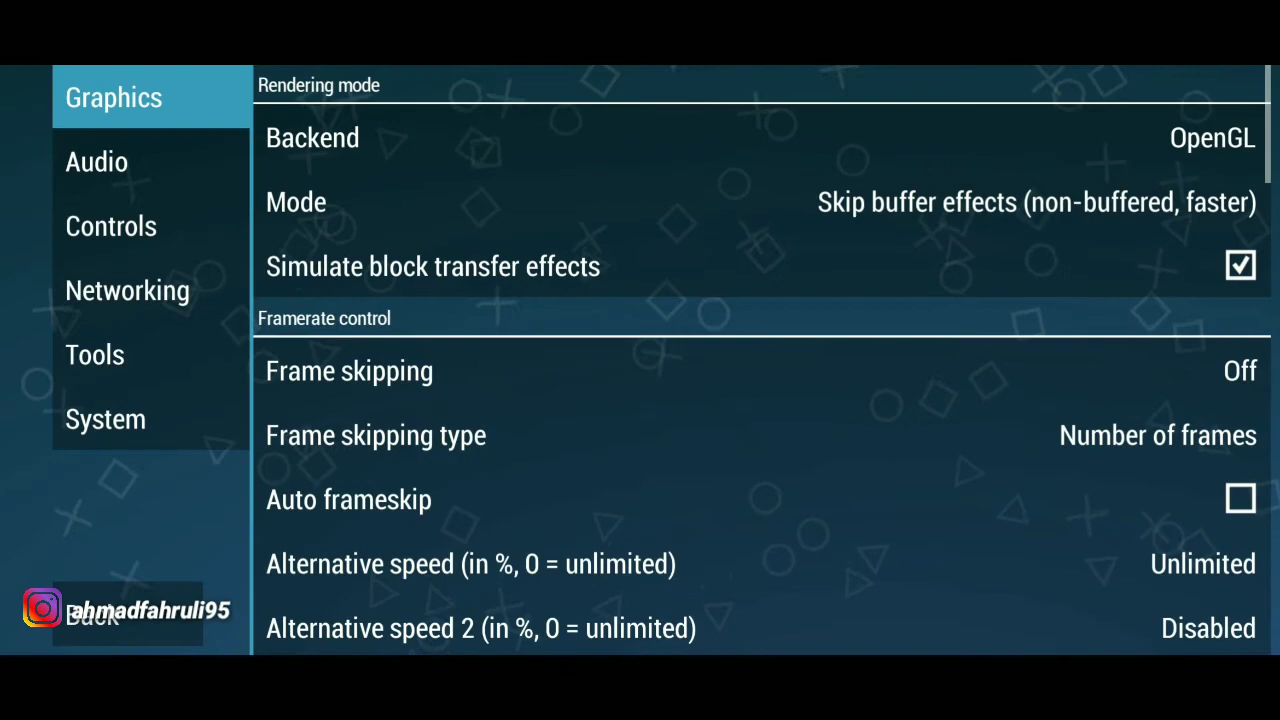 Graphics
Audio
Controls
Networking
Tools
System
Back
ahmadfahruli95
Rendering mode
Backend OpenGL
Mode Skip buffer effects (non-buffered, faster)
Simulate block transfer effects
Framerate control
Frame skipping Off
Frame skipping type Number of frames
Auto frameskip
Alternative speed (in %, 0 = unlimited) Unlimited
Alternative speed 2 (in %, 0 = unlimited) Disabled